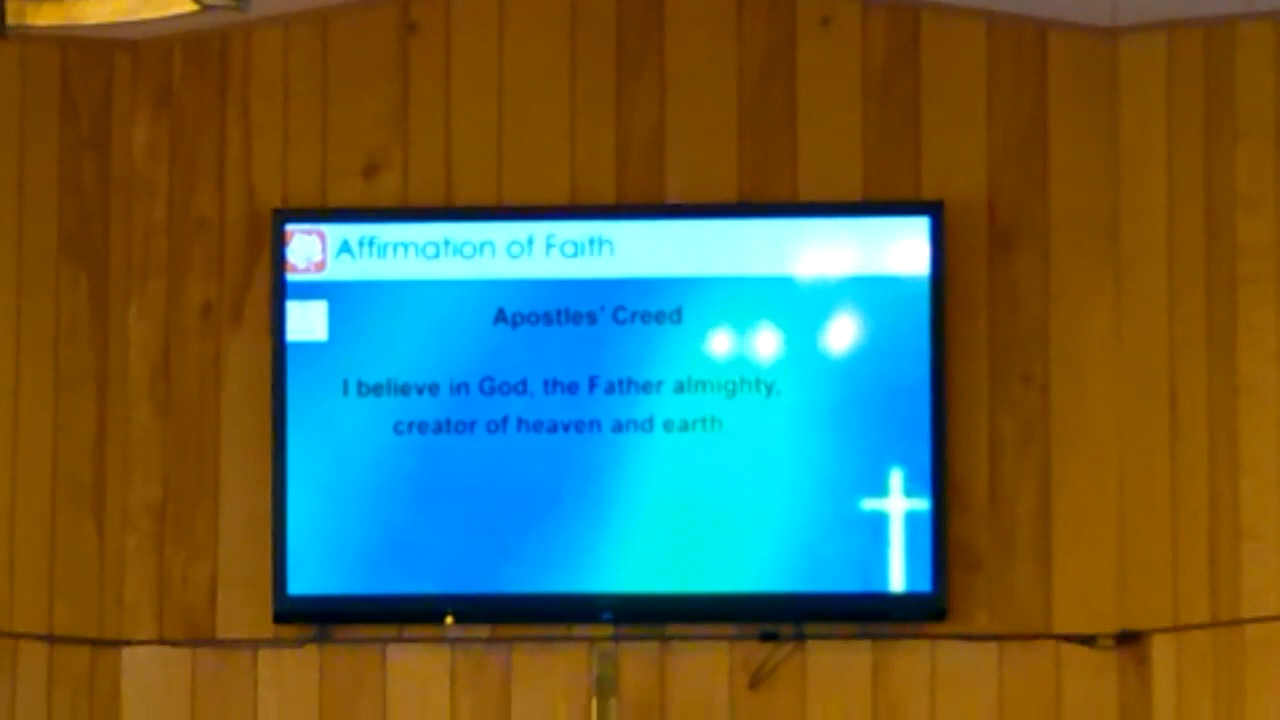 Affirmation of Faith
Apostles' Creed
I believe in God, the Father almighty,
creator of heaven and earth